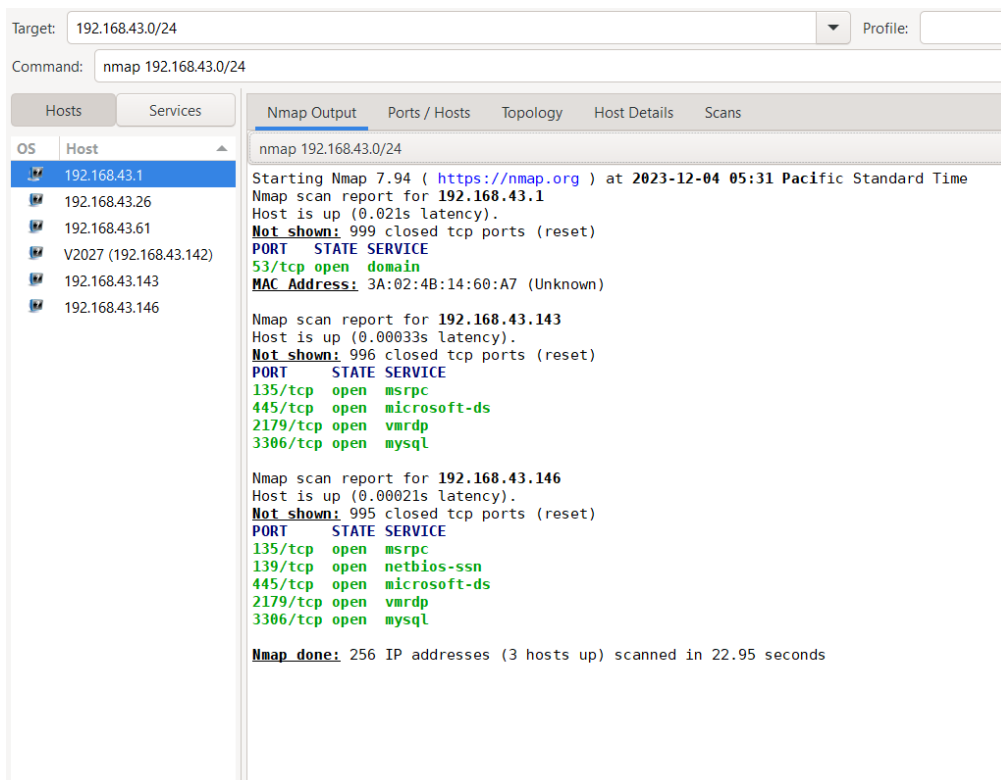 Target: 192.168.43.0/24 Profile:
Command: nmap 192.168.43.0/24
Hosts Services
OS Host
192.168.43.1
192.168.43.26
192.168.43.61
V2027 (192.168.43.142)
192.168.43.143
192.168.43.146
Nmap Output Ports / Hosts Topology Host Details Scans
nmap 192.168.43.0/24
Starting Nmap 7.94 ( https://nmap.org ) at 2023-12-04 05:31 Pacific Standard Time
Nmap scan report for 192.168.43.1
Host is up (0.021s latency).
Not shown: 999 closed tcp ports (reset)
PORT STATE SERVICE
53/tcp open domain
MAC Address: 3A:02:4B:14:60:A7 (Unknown)
Nmap scan report for 192.168.43.143
Host is up (0.00033s latency).
Not shown: 996 closed tcp ports (reset)
PORT STATE SERVICE
135/tcp open msrpc
445/tcp open microsoft-ds
2179/tcp open vmrdp
3306/tcp open mysql
Nmap scan report for 192.168.43.146
Host is up (0.00021s latency).
Not shown: 995 closed tcp ports (reset)
PORT STATE SERVICE
135/tcp open msrpc
139/tcp open netbios-ssn
445/tcp open microsoft-ds
2179/tcp open vmrdp
3306/tcp open mysql
Nmap done: 256 IP addresses (3 hosts up) scanned in 22.95 seconds